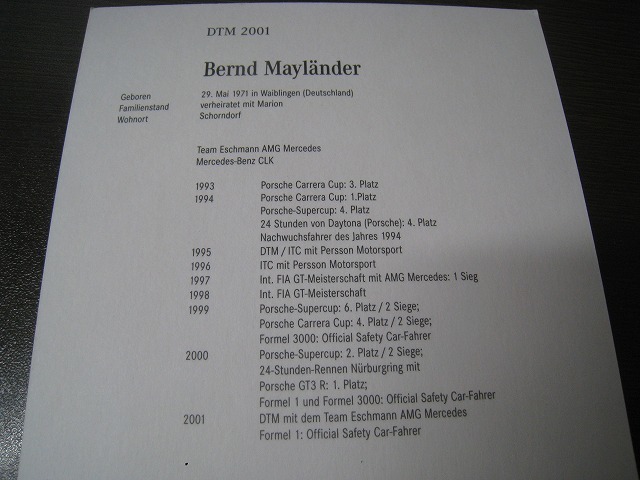 DTM 2001
Bernd Mayländer
Geboren 29. Mai 1971 in Waiblingen (Deutschland)
Familienstand verheiratet mit Marion
Wohnort Schorndorf
Team Eschmann AMG Mercedes
Mercedes-Benz CLK
1993 Porsche Carrera Cup: 3. Platz
1994 Porsche Carrera Cup: 1.Platz
Porsche-Supercup: 4. Platz
24 Stunden von Daytona (Porsche): 4. Platz
Nachwuchsfahrer des Jahres 1994
1995 DTM / ITC mit Persson Motorsport
1996 ITC mit Persson Motorsport
1997 Int. FIA GT-Meisterschaft mit AMG Mercedes: 1 Sieg
1998 Int. FIA GT-Meisterschaft
1999 Porsche-Supercup: 6. Platz / 2 Siege;
Porsche Carrera Cup: 4. Platz / 2 Siege;
Formel 3000: Official Safety Car-Fahrer
2000 Porsche-Supercup: 2. Platz / 2 Siege;
24-Stunden-Rennen Nürburgring mit
Porsche GT3 R: 1. Platz;
Formel 1 und Formel 3000: Official Safety Car-Fahrer
2001 DTM mit dem Team Eschmann AMG Mercedes
Formel 1: Official Safety Car-Fahrer